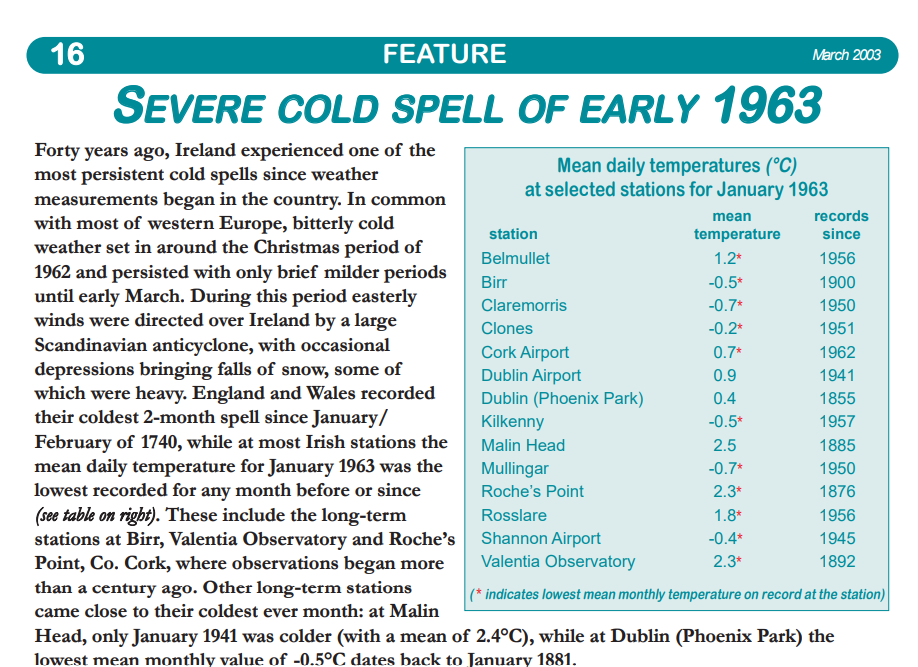 16 FEATURE March 2003
SEVERE COLD SPELL OF EARLY 1963
Forty years ago, Ireland experienced one of the
most persistent cold spells since weather
measurements began in the country. In common
with most of western Europe, bitterly cold
weather set in around the Christmas period of
1962 and persisted with only brief milder periods
until early March. During this period easterly
winds were directed over Ireland by a large
Scandinavian anticyclone, with occasional
depressions bringing falls of snow, some of
which were heavy. England and Wales recorded
their coldest 2-month spell since January/
February of 1740, while at most Irish stations the
mean daily temperature for January 1963 was the
lowest recorded for any month before or since
(see table on right). These include the long-term
stations at Birr, Valentia Observatory and Roche's
Point, Co. Cork, where observations began more
than a century ago. Other long-term stations
came close to their coldest ever month: at Malin
Head, only January 1941 was colder (with a mean of 2.4°C), while at Dublin (Phoenix Park) the
lowest mean monthly value of -0.5°C dates back to January 1881.
Mean daily temperatures (°C)
at selected stations for January 1963
mean records
station temperature since
Belmullet 1.2* 1956
Birr -0.5* 1900
Claremorris -0.7* 1950
Clones -0.2* 1951
Cork Airport 0.7* 1962
Dublin Airport 0.9 1941
Dublin (Phoenix Park) 0.4 1855
Kilkenny -0.5* 1957
Malin Head 2.5 1885
Mullingar -0.7* 1950
Roche's Point 2.3* 1876
Rosslare 1.8* 1956
Shannon Airport -0.4* 1945
Valentia Observatory 2.3* 1892
(* indicates lowest mean monthly temperature on record at the station)